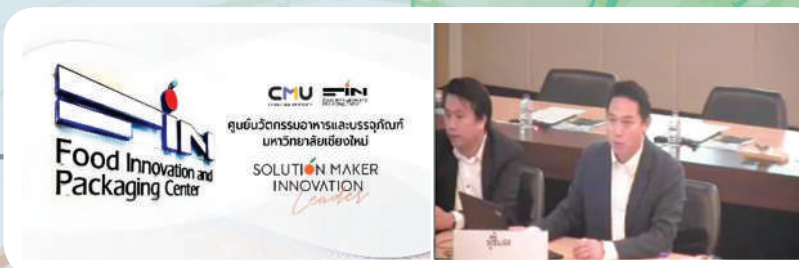 FIN
Food Innovation and
Packaging Center
CMU
FIN
ศูนย์นวัตกรรมอาหารและบรรจุภัณฑ์
มหาวิทยาลัยเชียงใหม่
SOLUTION MAKER
INNOVATION
Leader